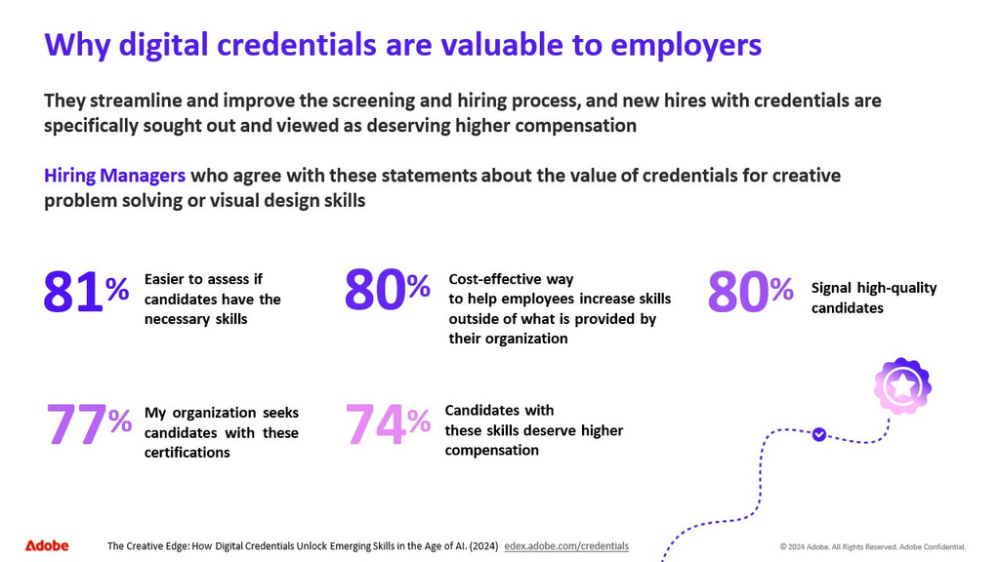 Why digital credentials are valuable to employers
They streamline and improve the screening and hiring process, and new hires with credentials are
specifically sought out and viewed as deserving higher compensation
Hiring Managers who agree with these statements about the value of credentials for creative
problem solving or visual design skills
81%
Easier to assess if
candidates have the
necessary skills
80%
Cost-effective way
to help employees increase skills
outside of what is provided by
their organization
80%
Signal high-quality
candidates
77%
My organization seeks
candidates with these
certifications
74%
Candidates with
these skills deserve higher
compensation
Adobe
The Creative Edge: How Digital Credentials Unlock Emerging Skills in the Age of AI. (2024) edex.adobe.com/credentials
© 2024 Adobe. All Rights Reserved. Adobe Confidential.